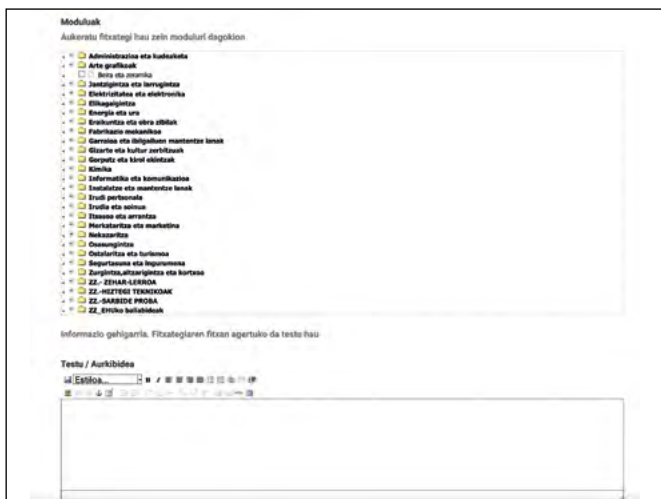 Moduluak
Aukeratu fitxategi hau zein moduluri dagokion
Administrazioa eta kudeaketa
Arte grafikoak
Beira eta zeramika
Jantzigintza eta larrugintza
Elektrizitatea eta elektronika
Elikagaigintza
Energia eta ura
Eraikuntza eta obra zibilak
Fabrikazio mekanikoa
Garraioa eta ibilgailuen mantentze lanak
Gizarte eta kultur zerbitzuak
Gorputz eta kirol ekintzak
Kimika
Informatika eta komunikazioa
Instalatze eta mantentze lanak
Irudi pertsonala
Irudia eta soinua
Itsasoa eta arrantza
Merkataritza eta marketina
Nekazaritza
Osasungintza
Ostalaritza eta turismoa
Segurtasuna eta ingurumena
Zurgintza,altzarigintza eta kortxoa
ZZ.- ZEHAR-LERROA
ZZ.-HIZTEGI TEKNIKOAK
ZZ.-SARBIDE PROBA
ZZ_EHUko baliabideak
Informazio gehigarria. Fitxategiaren fitxan agertuko da testu hau
Testu / Aurkibidea
Estiloa...
B I